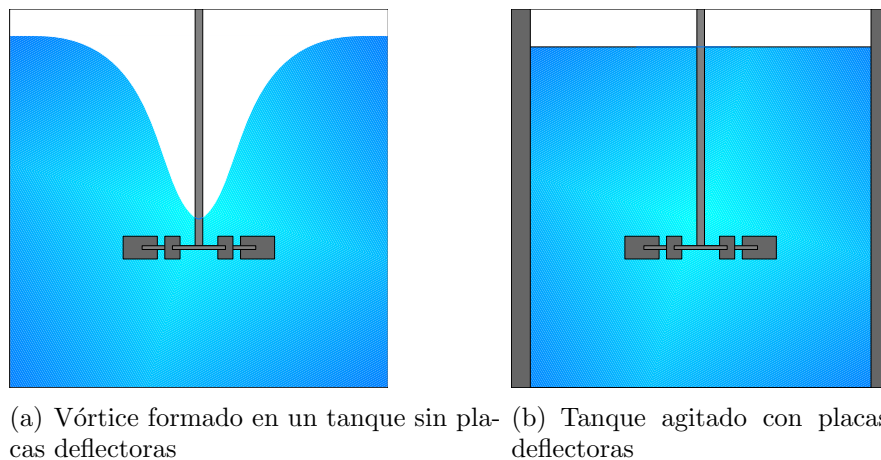 (a) Vórtice formado en un tanque sin pla-
cas deflectoras
(b) Tanque agitado con placas
deflectoras